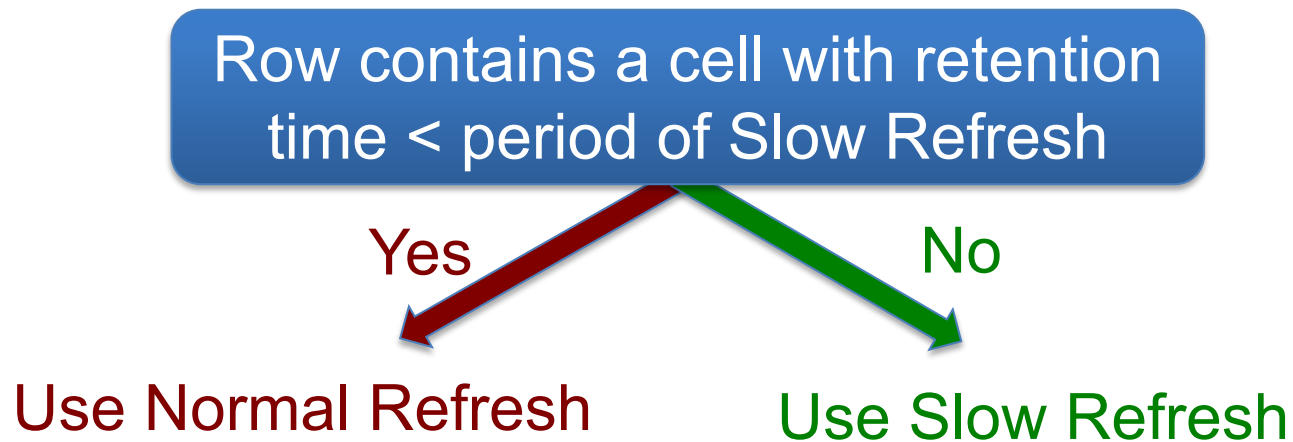 Row contains a cell with retention
time < period of Slow Refresh
Yes
No
Use Normal Refresh
Use Slow Refresh